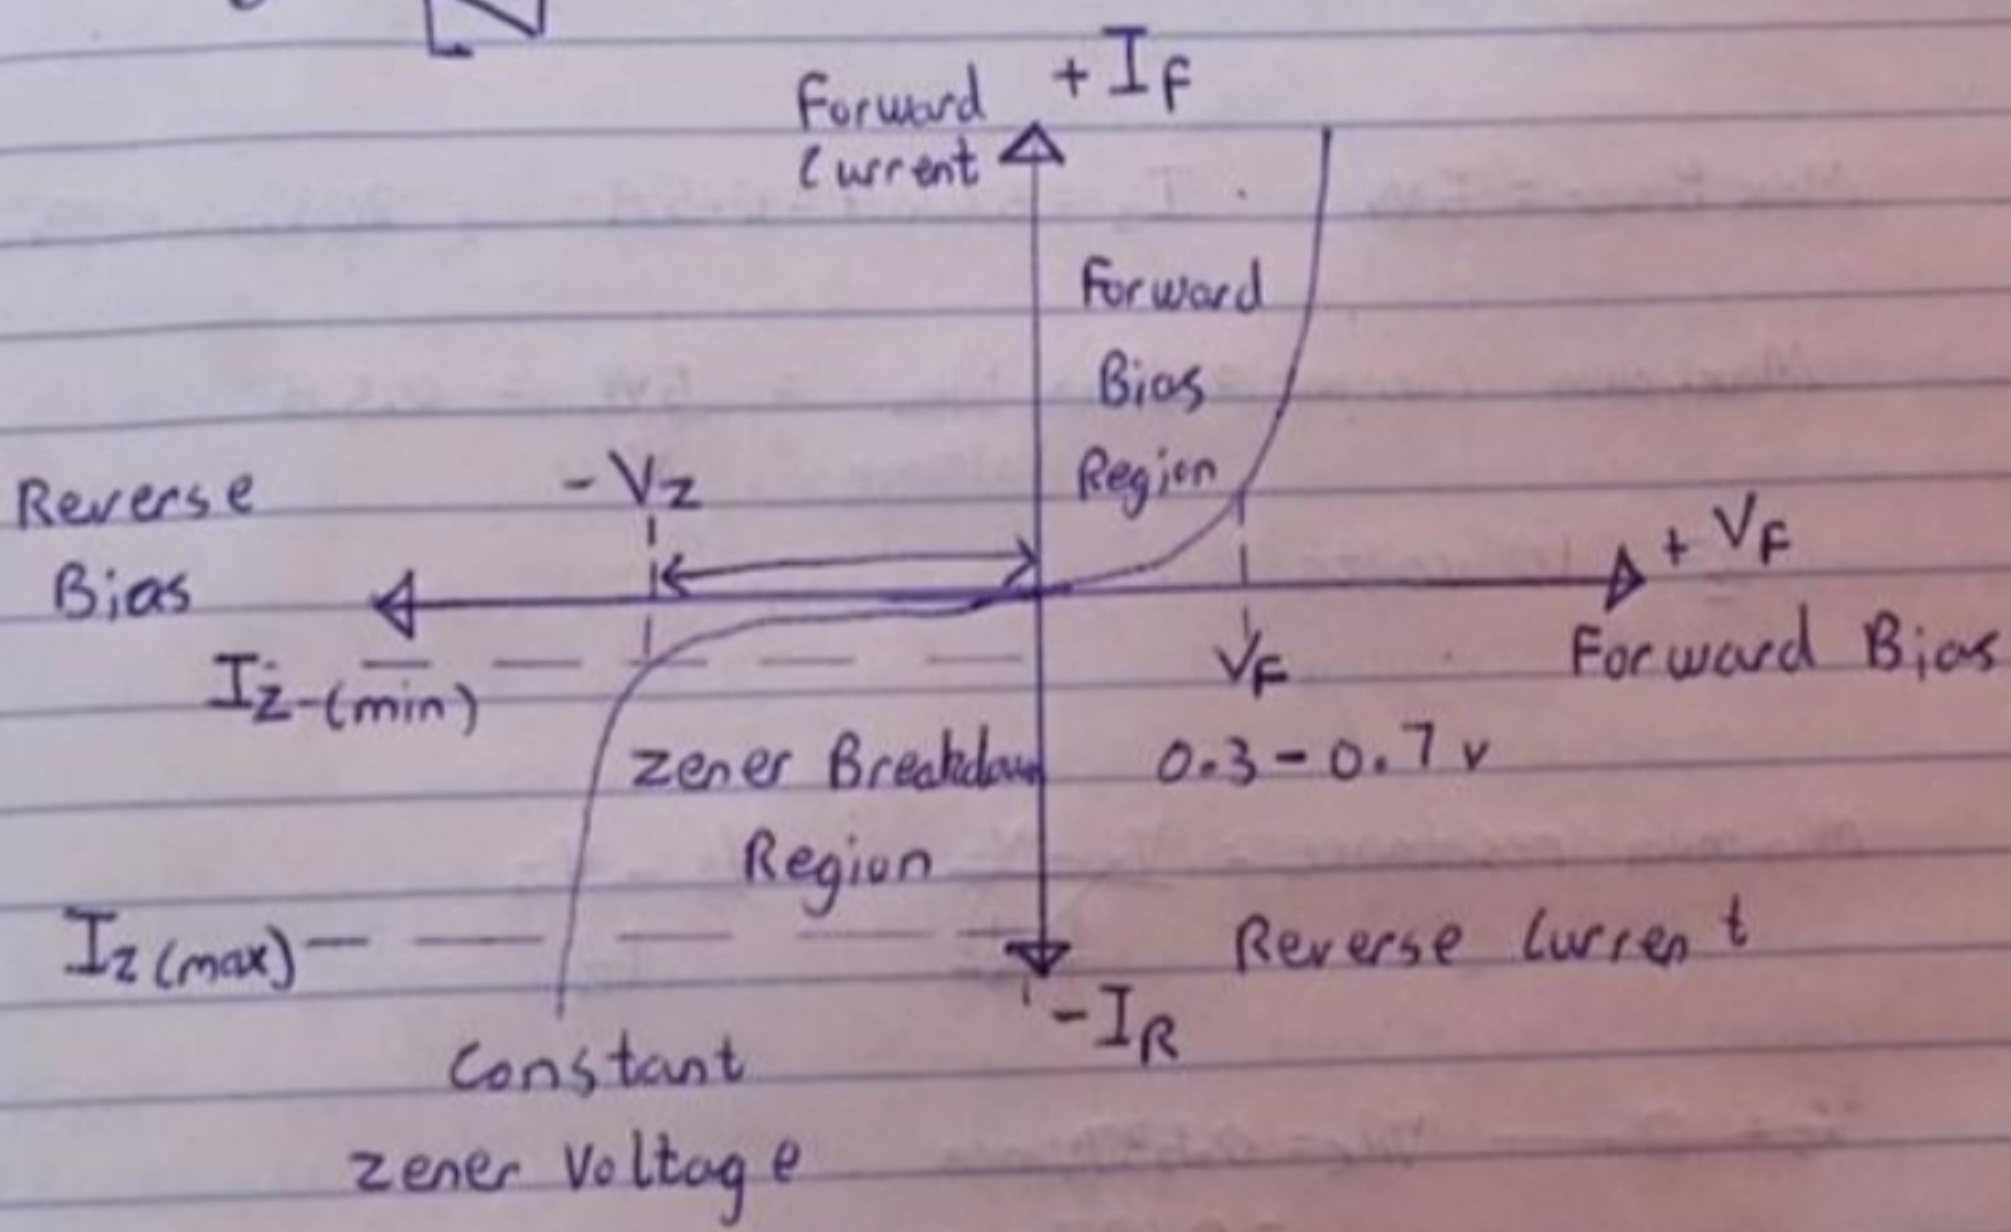 +IF
Forward
Current
Forward
Bias
Region
Reverse
Bias
-Vz
+ VF
Forward Bias
Iz-(min)
VF
0.3-0.7v
Zener Breakdown
Region
Iz(max)
Reverse Current
-IR
Constant
Zener Voltage